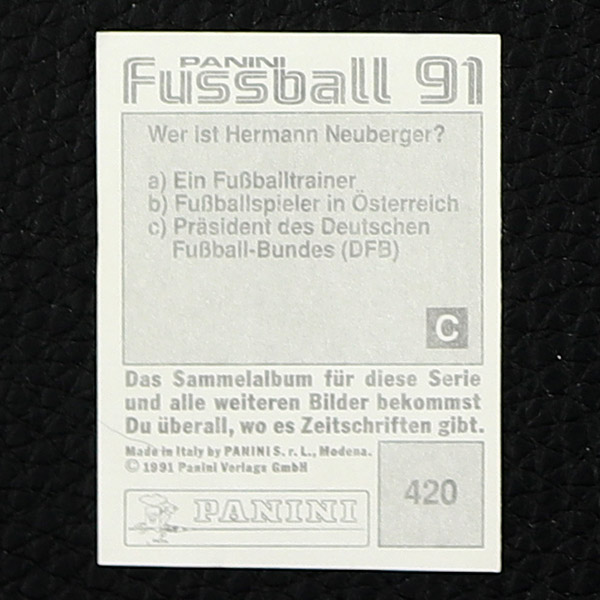 PANINI
Fussball 91
Wer ist Hermann Neuberger?
a) Ein Fußballtrainer
b) Fußballspieler in Österreich
c) Präsident des Deutschen
Fußball-Bundes (DFB)
C
Das Sammelalbum für diese Serie
und alle weiteren Bilder bekommst
Du überall, wo es Zeitschriften gibt.
Made in Italy by PANINI S. r. L., Modena.
© 1991 Panini Verlags GmbH
PANINI
420